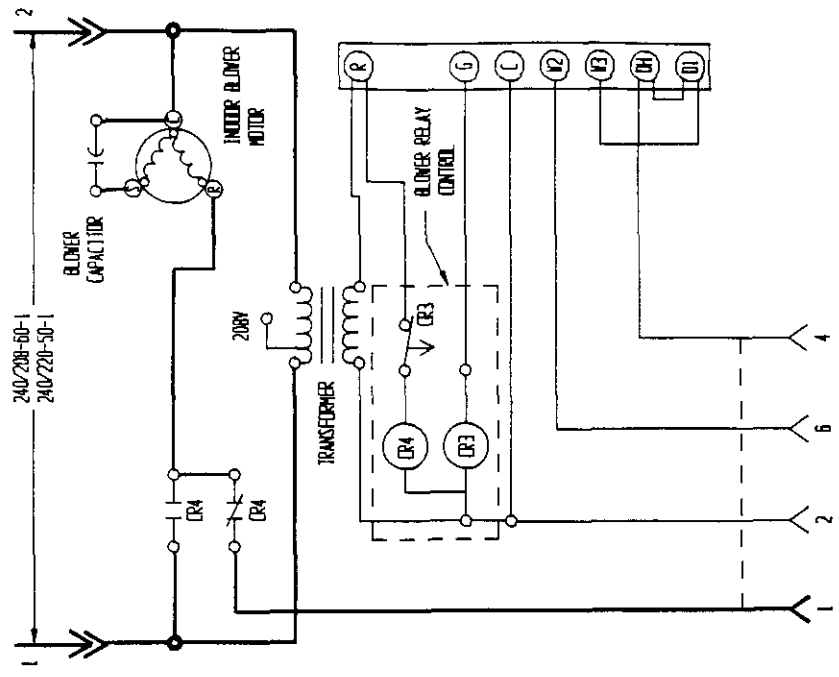 1
2
240/208-60-1
240/220-50-1
BLOWER
CAPACITOR
S
C
R
INDOOR BLOWER
MOTOR
CR4
CR4
208V
TRANSFORMER
BLOWER RELAY
CONTROL
CR3
CR4
CR3
R
G
C
W2
W3
OH
D1
1
2
6
4